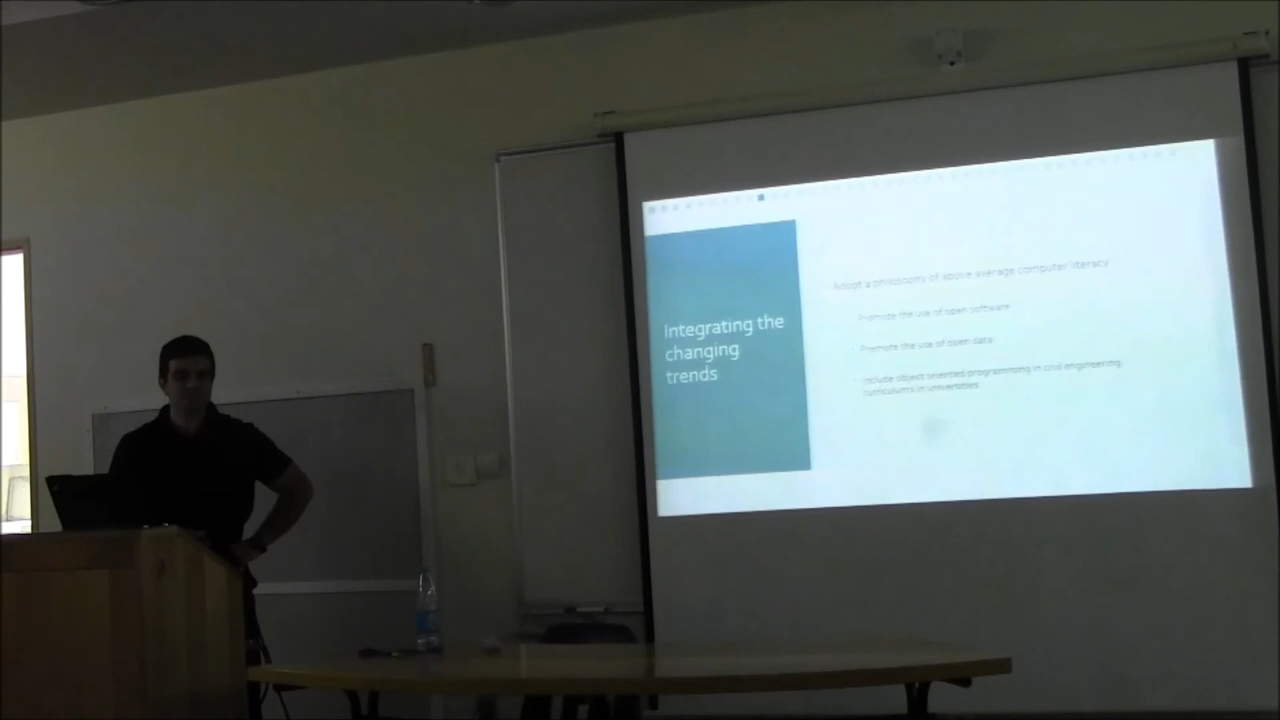 Integrating the
changing
trends
Adopt a philosophy of above average computer literacy
Promote the use of open software
Promote the use of open data
Include object oriented programming in civil engineering
curriculums in universities